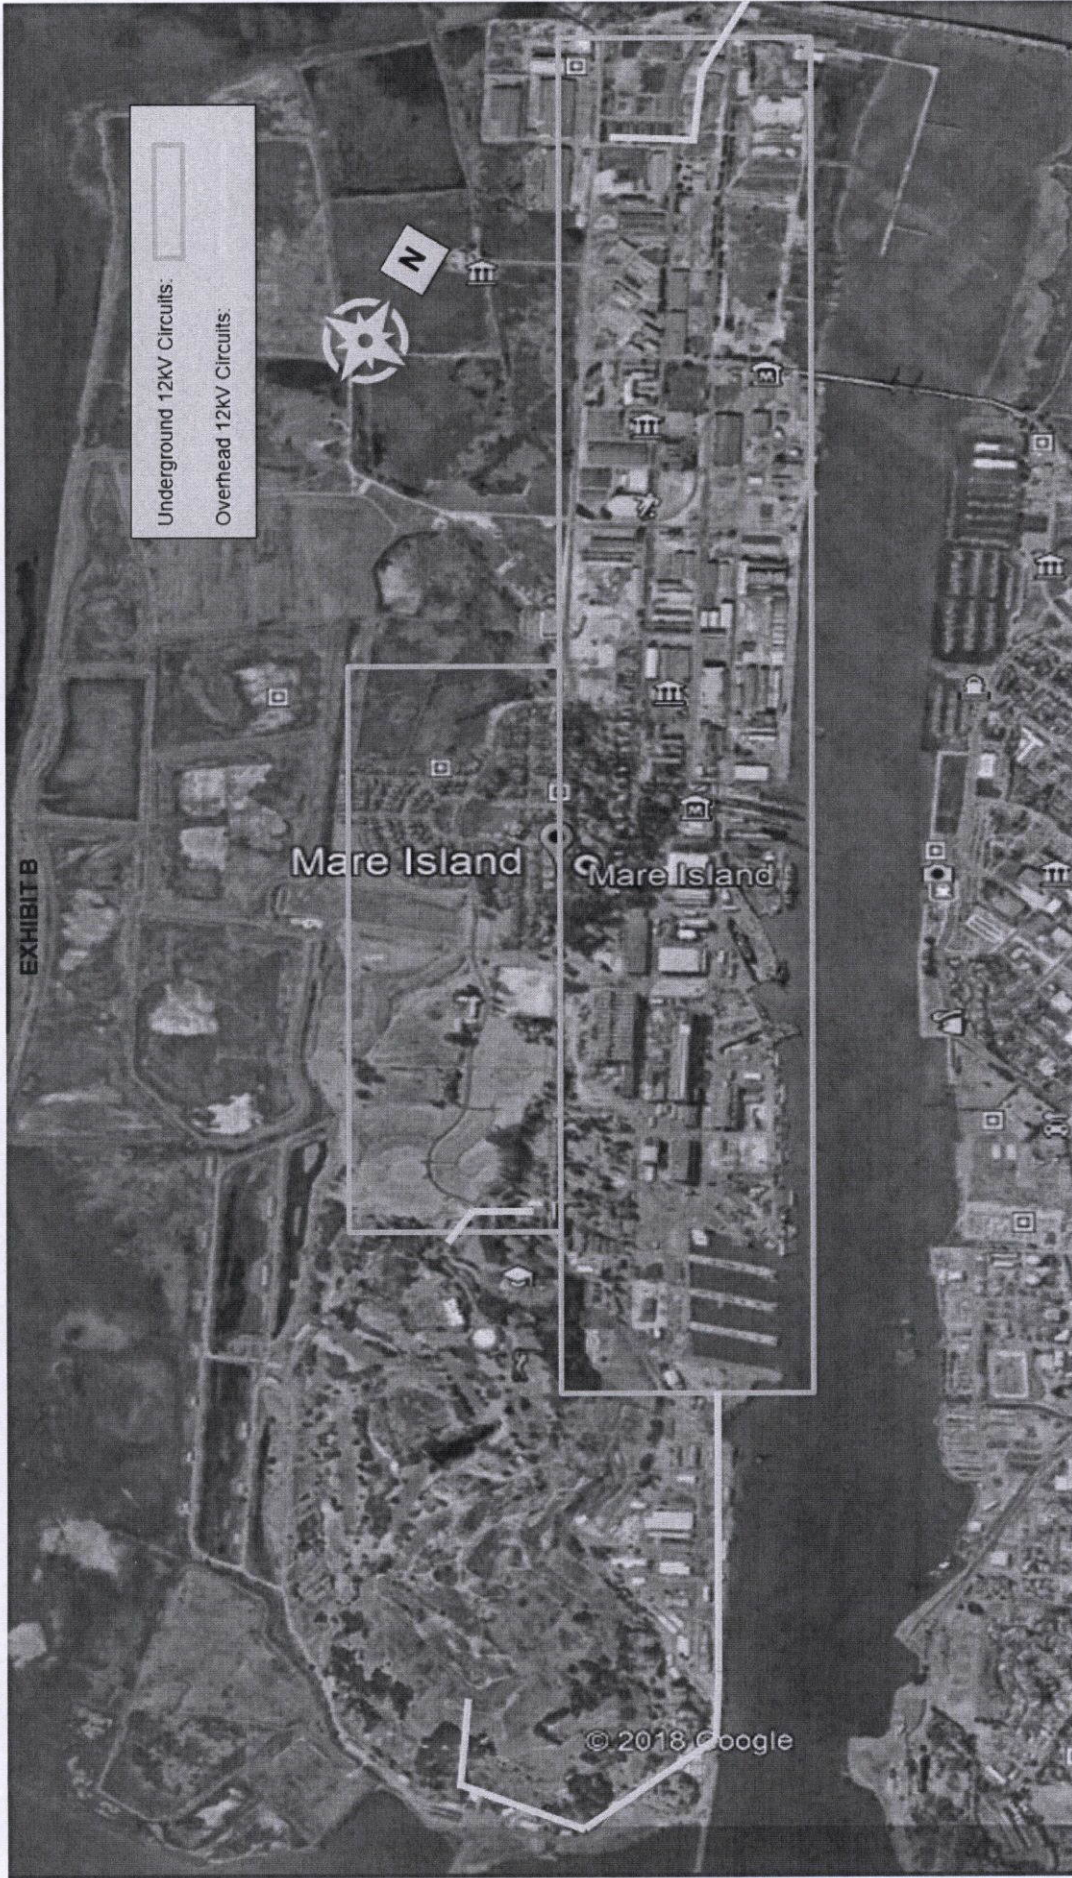 EXHIBIT B
Underground 12kV Circuits:
Overhead 12kV Circuits:
N
Mare Island
Mare Island
M
M
© 2018 Google